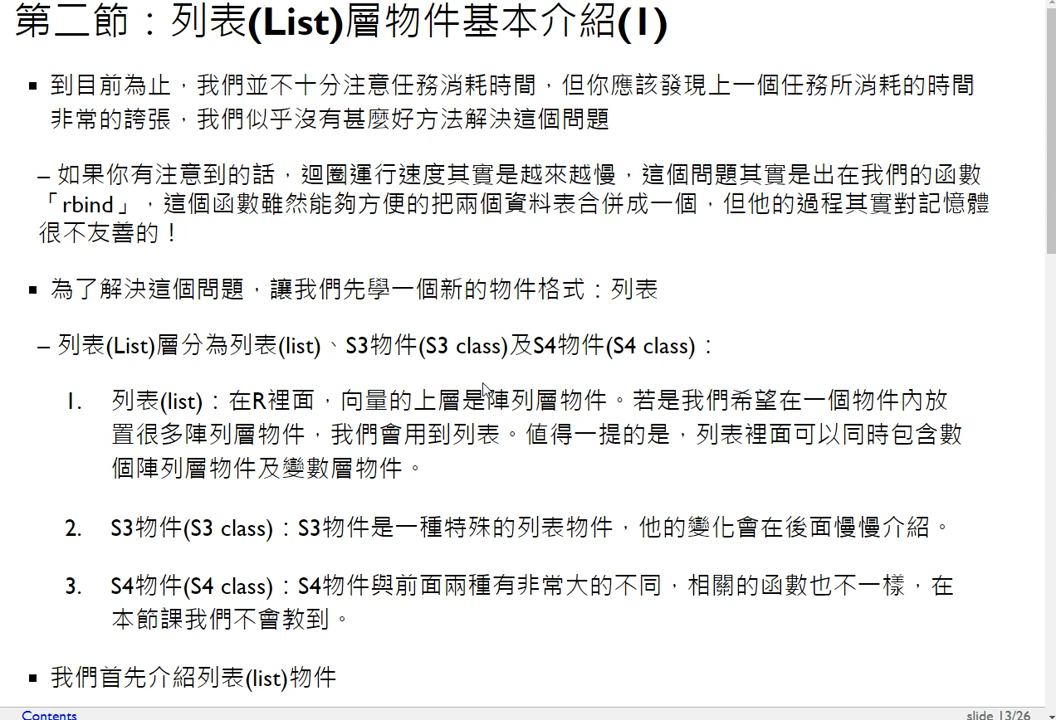 第二節：列表(List)層物件基本介紹(1)
▪ 到目前為止，我們並不十分注意任務消耗時間，但你應該發現上一個任務所消耗的時間
非常的誇張，我們似乎沒有甚麼好方法解決這個問題
– 如果你有注意到的話，迴圈運行速度其實是越來越慢，這個問題其實是出在我們的函數
「rbind」，這個函數雖然能夠方便的把兩個資料表合併成一個，但他的過程其實對記憶體
很不友善的！
▪ 為了解決這個問題，讓我們先學一個新的物件格式：列表
– 列表(List)層分為列表(list)、S3物件(S3 class)及S4物件(S4 class)：
1. 列表(list)：在R裡面，向量的上層是陣列層物件。若是我們希望在一個物件內放
置很多陣列層物件，我們會用到列表。值得一提的是，列表裡面可以同時包含數
個陣列層物件及變數層物件。
2. S3物件(S3 class)：S3物件是一種特殊的列表物件，他的變化會在後面慢慢介紹。
3. S4物件(S4 class)：S4物件與前面兩種有非常大的不同，相關的函數也不一樣，在
本節課我們不會教到。
▪ 我們首先介紹列表(list)物件
Contents
slide 13/26